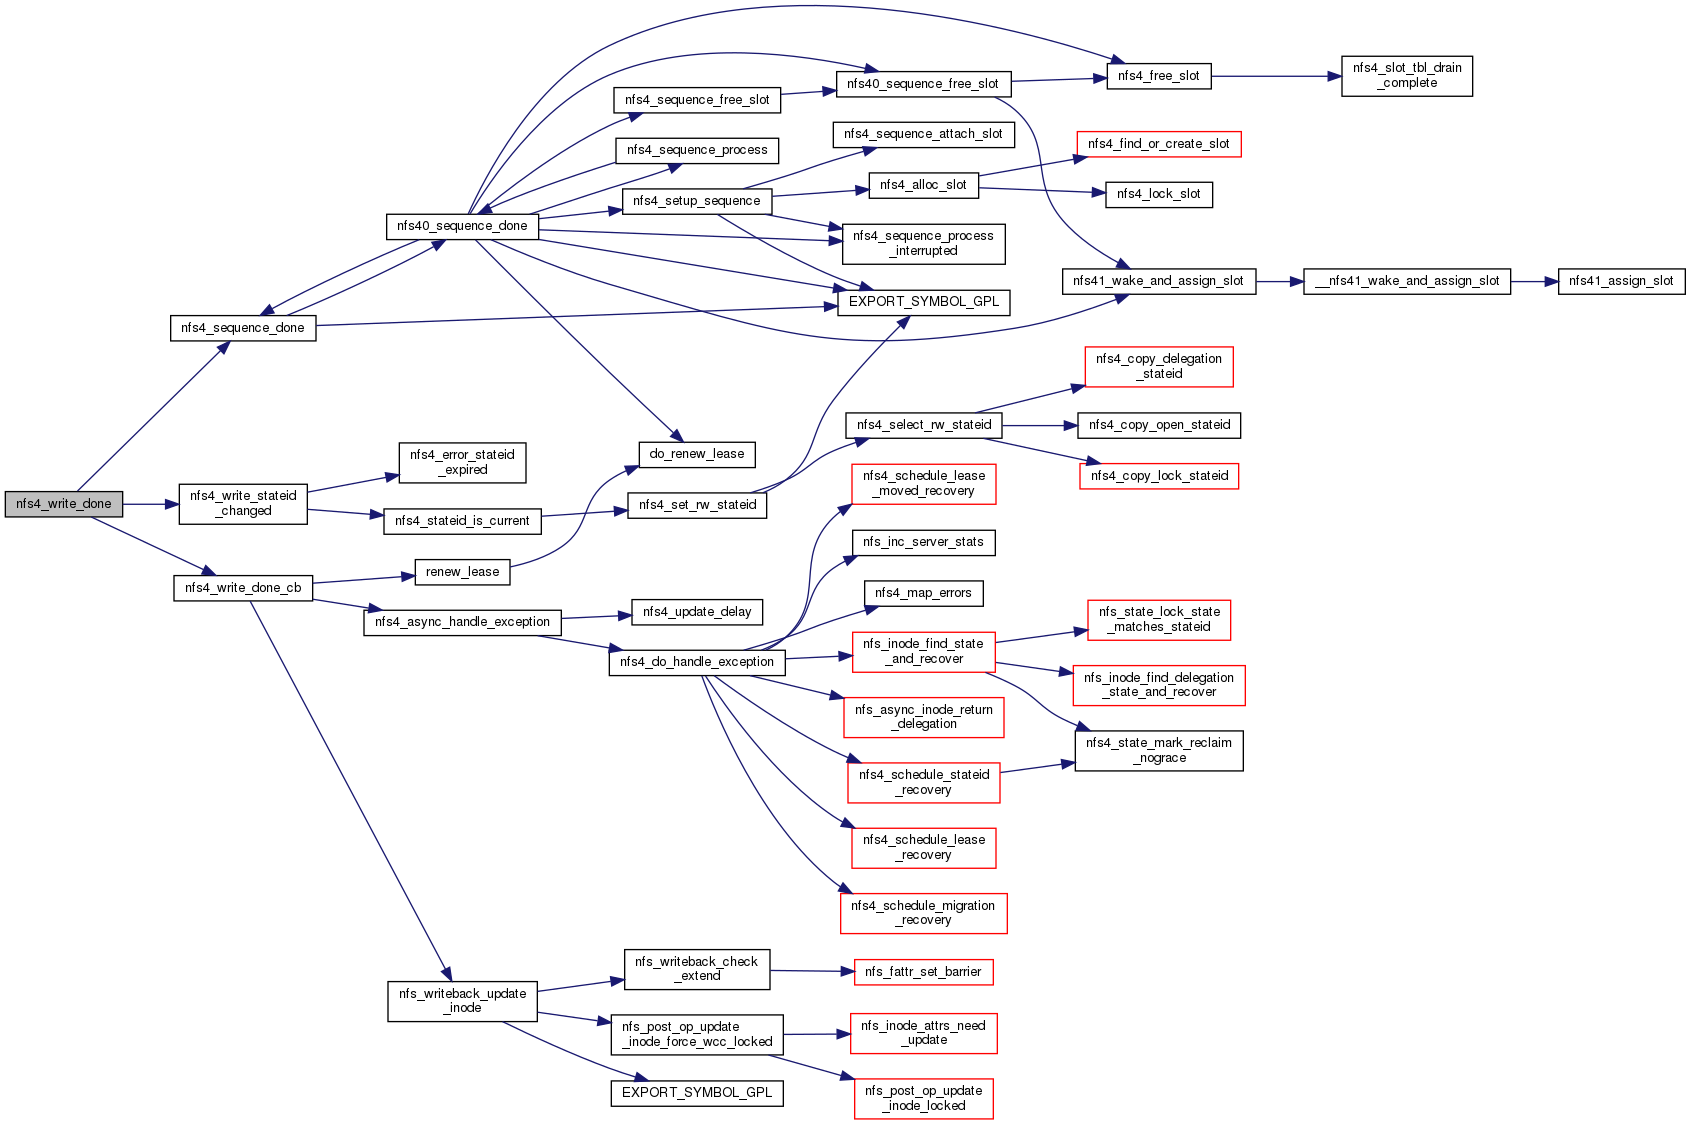 nfs4_write_done
nfs4_sequence_done
nfs4_write_stateid
_changed
nfs4_write_done_cb
nfs40_sequence_done
nfs4_error_stateid
_expired
nfs4_stateid_is_current
renew_lease
nfs4_async_handle_exception
nfs_writeback_update
_inode
nfs4_sequence_free_slot
nfs4_sequence_process
nfs4_setup_sequence
do_renew_lease
nfs4_set_rw_stateid
nfs4_update_delay
nfs4_do_handle_exception
nfs_writeback_check
_extend
nfs_post_op_update
_inode_force_wcc_locked
EXPORT_SYMBOL_GPL
nfs40_sequence_free_slot
nfs4_sequence_attach_slot
nfs4_alloc_slot
nfs4_sequence_process
_interrupted
EXPORT_SYMBOL_GPL
nfs4_select_rw_stateid
nfs4_schedule_lease
_moved_recovery
nfs_inc_server_stats
nfs4_map_errors
nfs_inode_find_state
_and_recover
nfs_async_inode_return
_delegation
nfs4_schedule_stateid
_recovery
nfs4_schedule_lease
_recovery
nfs4_schedule_migration
_recovery
nfs_fattr_set_barrier
nfs_inode_attrs_need
_update
nfs_post_op_update
_inode_locked
nfs4_free_slot
nfs4_find_or_create_slot
nfs4_lock_slot
nfs41_wake_and_assign_slot
nfs4_copy_delegation
_stateid
nfs4_copy_open_stateid
nfs4_copy_lock_stateid
nfs_state_lock_state
_matches_stateid
nfs_inode_find_delegation
_state_and_recover
nfs4_state_mark_reclaim
_nograce
nfs4_slot_tbl_drain
_complete
__nfs41_wake_and_assign_slot
nfs41_assign_slot